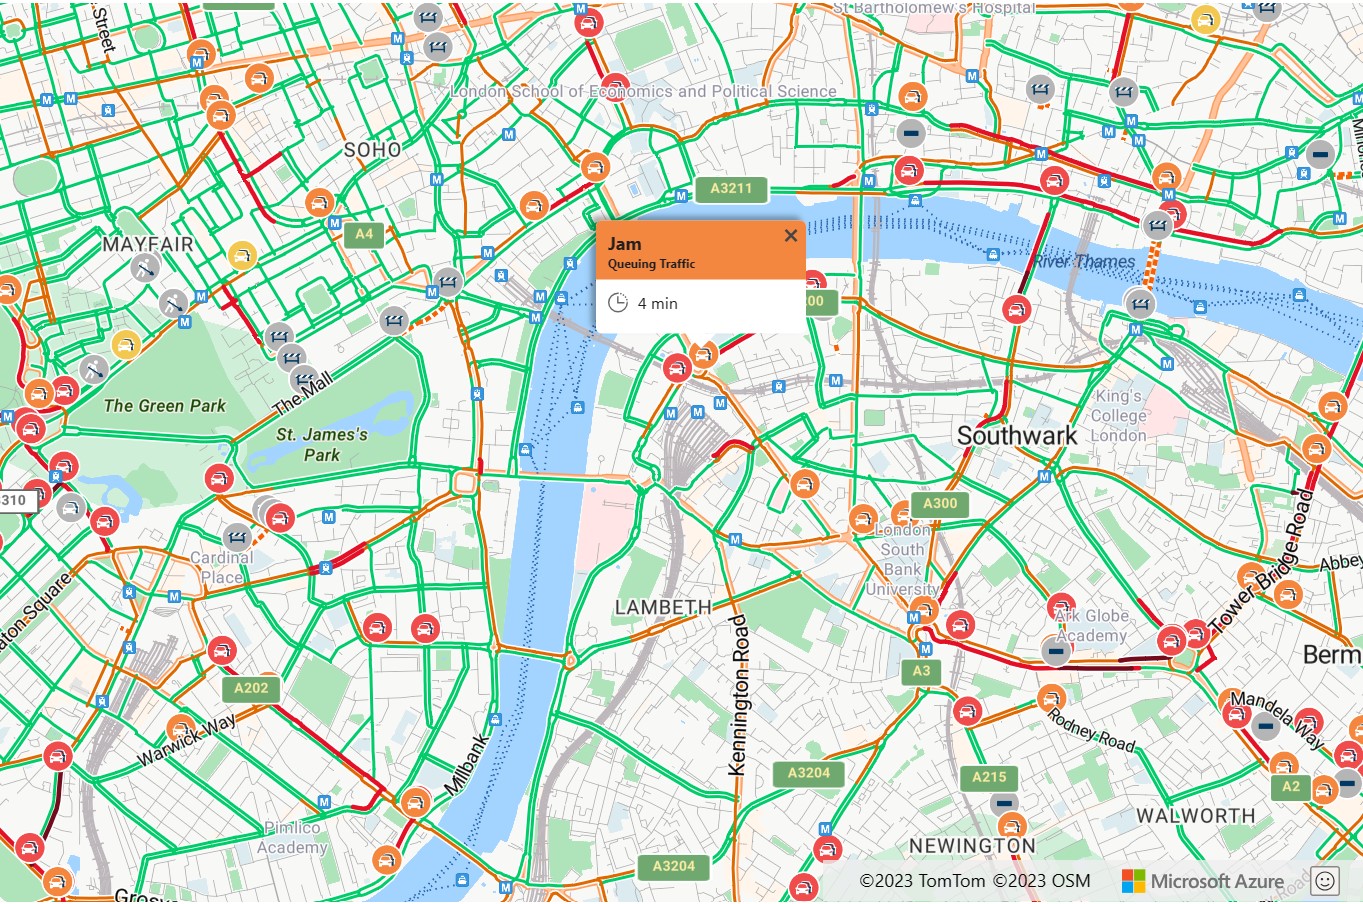 Street
St Bartholomew's Hospital
London School of Economics and Political Science
SOHO
A3211
A4
MAYFAIR
Jam
Queuing Traffic
4 min
River Thames
The Mall
The Green Park
St. James's
Park
King's
College
London
Southwark
310
A300
Cardinal
Place
London
South
Bank
University
Tower Bridge Road
Abbey
LAMBETH
Ark Globe
Academy
Berm
A3
A202
Warwick Way
Kennington Road
Rodney Road
Mandela Way
Milbank
A3204
A215
A2
WALWORTH
Pimlico
Academy
NEWINGTON
A3204
©2023 TomTom ©2023 OSM
Microsoft Azure